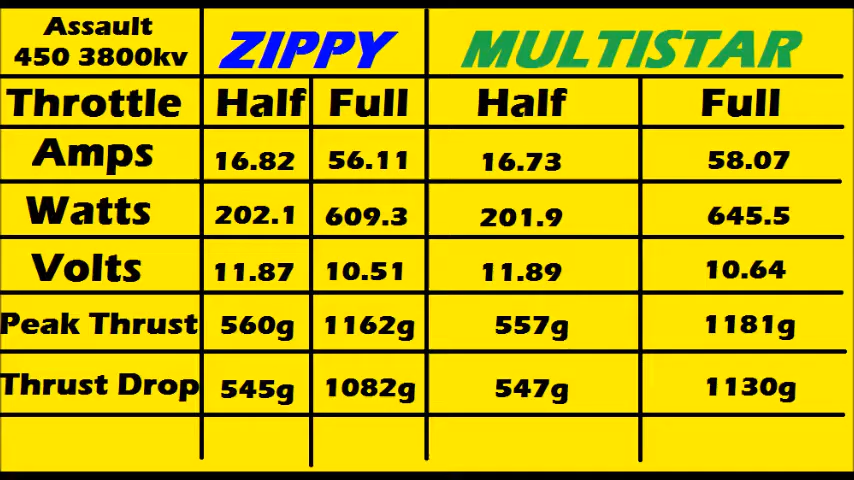 Assault
450 3800kv
ZIPPY MULTISTAR
Throttle Half Full Half Full
Amps 16.82 56.11 16.73 58.07
Watts 202.1 609.3 201.9 645.5
Volts 11.87 10.51 11.89 10.64
Peak Thrust 560g 1162g 557g 1181g
Thrust Drop 545g 1082g 547g 1130g